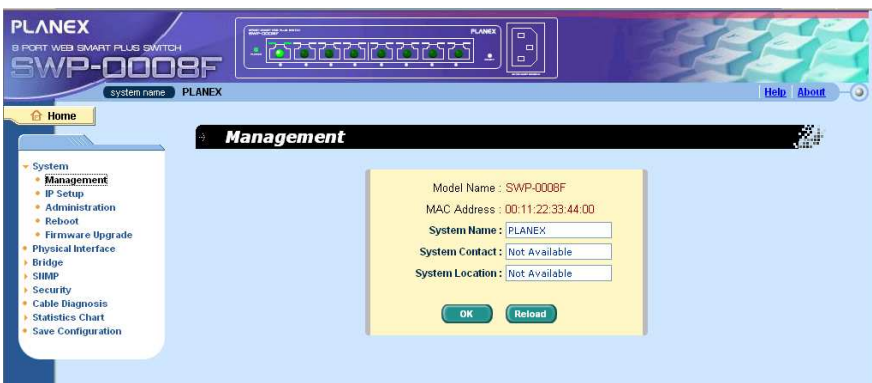 PLANEX
8 PORT WEB SMART PLUS SWITCH
SWP-0008F
PLANEX
system name PLANEX
Help About
Home
Management
System
Management
IP Setup
Administration
Reboot
Firmware Upgrade
Physical Interface
Bridge
SNMP
Security
Cable Diagnosis
Statistics Chart
Save Configuration
Model Name : SWP-0008F
MAC Address : 00:11:22:33:44:00
System Name : PLANEX
System Contact : Not Available
System Location : Not Available
OK Reload